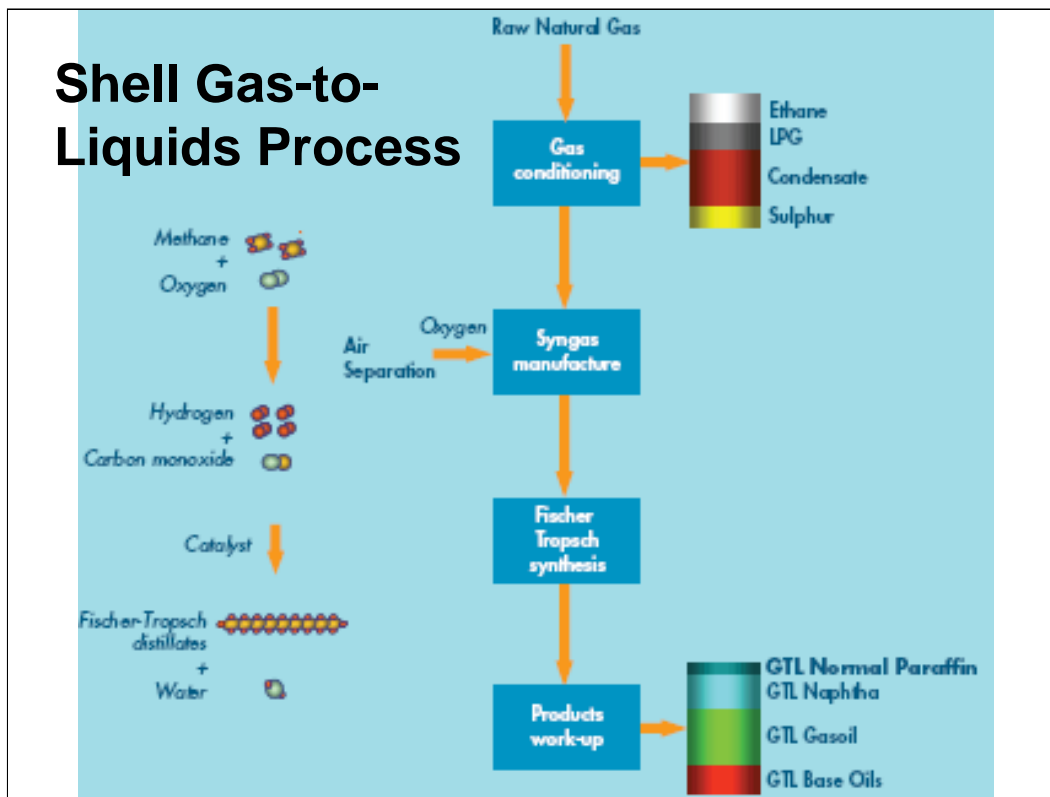 Shell Gas-to-
Liquids Process
Raw Natural Gas
Gas
conditioning
Ethane
LPG
Condensate
Sulphur
Methane
+
Oxygen
Oxygen
Air
Separation
Syngas
manufacture
Hydrogen
+
Carbon monoxide
Catalyst
Fischer
Tropsch
synthesis
Fischer-Tropsch
distillates
+
Water
Products
work-up
GTL Normal Paraffin
GTL Naphtha
GTL Gasoil
GTL Base Oils